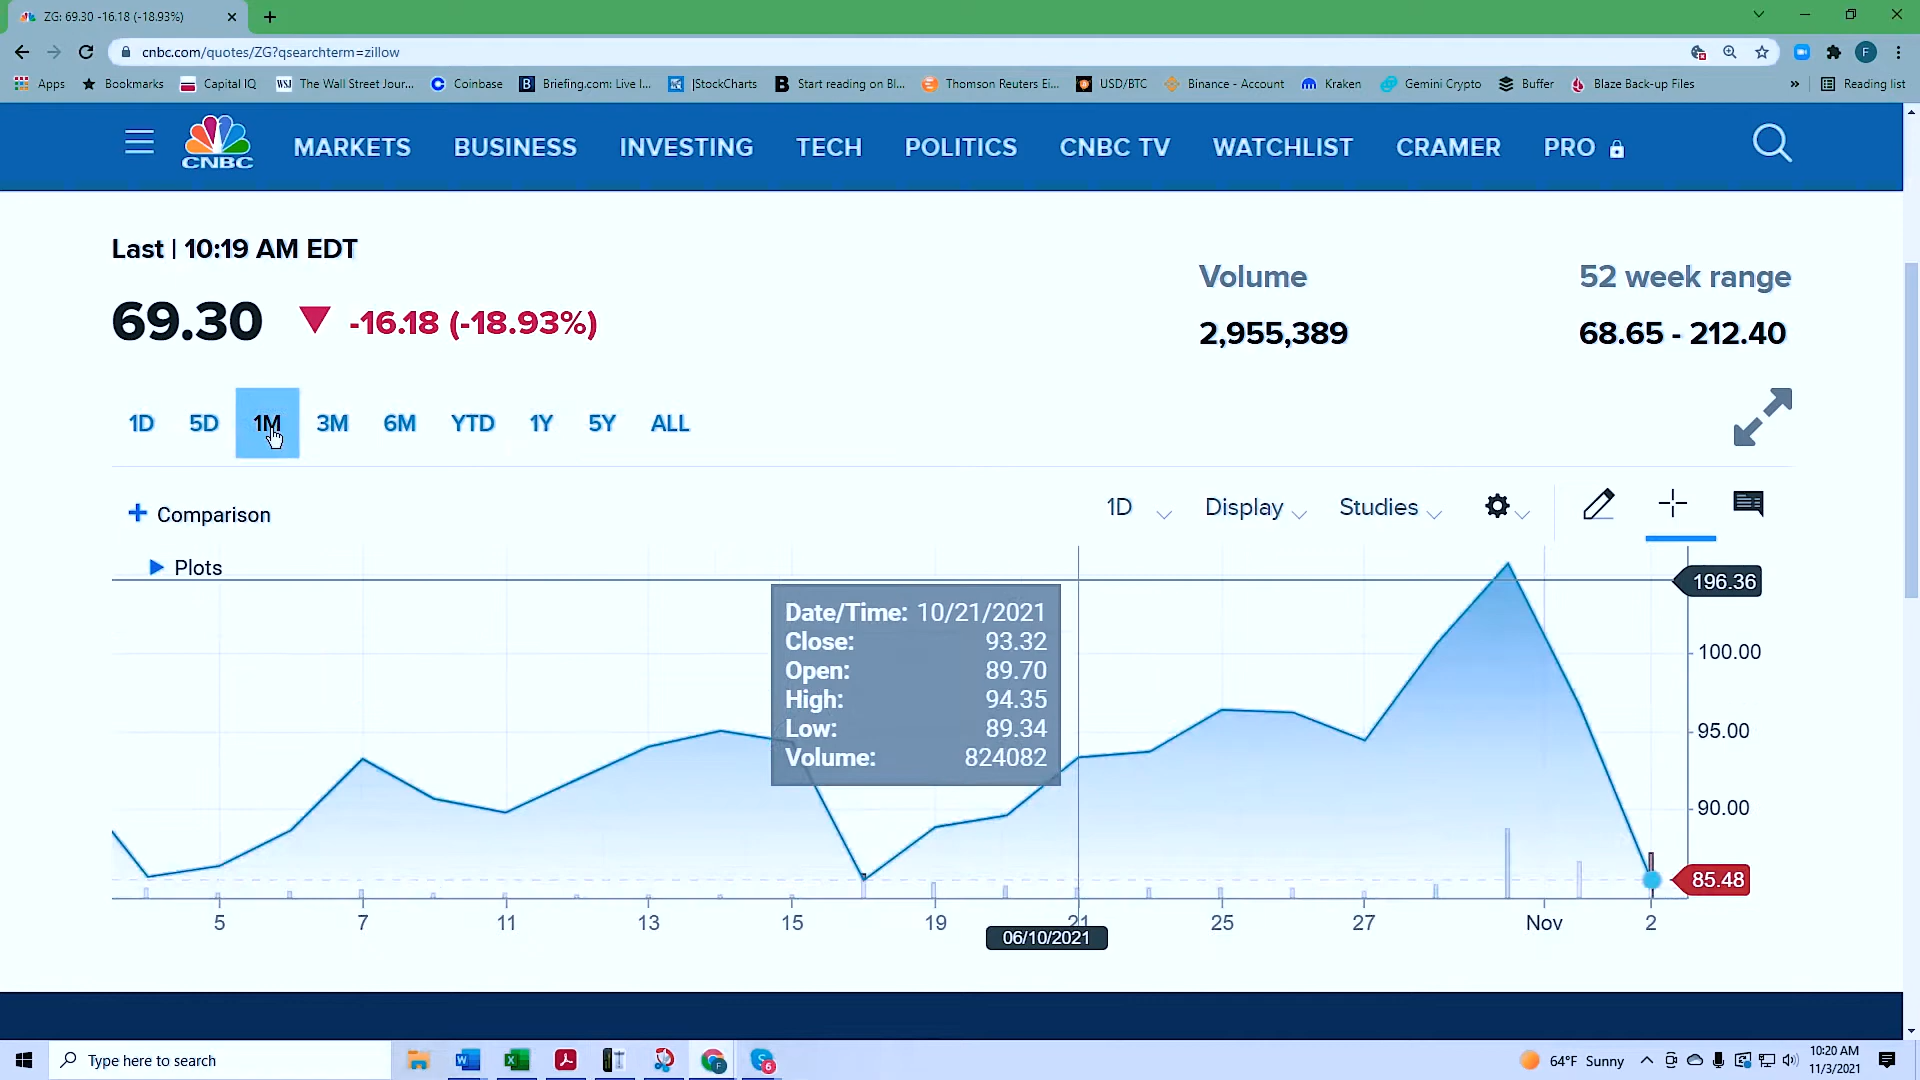 ZG: 69.30 -16.18 (-18.93%)
cnbc.com/quotes/ZG?qsearchterm=zillow
F
Apps Bookmarks Capital IQ WSJ The Wall Street Jour... Coinbase B Briefing.com: Live I... |StockCharts B Start reading on Bl... Thomson Reuters Ei... USD/BTC Binance - Account Kraken Gemini Crypto Buffer Blaze Back-up Files » Reading list
CNBC MARKETS BUSINESS INVESTING TECH POLITICS CNBC TV WATCHLIST CRAMER PRO
Last | 10:19 AM EDT
Volume 52 week range
69.30 -16.18 (-18.93%) 2,955,389 68.65 - 212.40
1D 5D 1M 3M 6M YTD 1Y 5Y ALL
+ Comparison 1D Display Studies
Plots
196.36
Date/Time: 10/21/2021
Close: 93.32
Open: 89.70
High: 94.35
Low: 89.34
Volume: 824082
100.00
95.00
90.00
85.48
5 7 11 13 15 19 21 25 27 Nov 2
06/10/2021
Type here to search
6
64°F Sunny
10:20 AM
11/3/2021